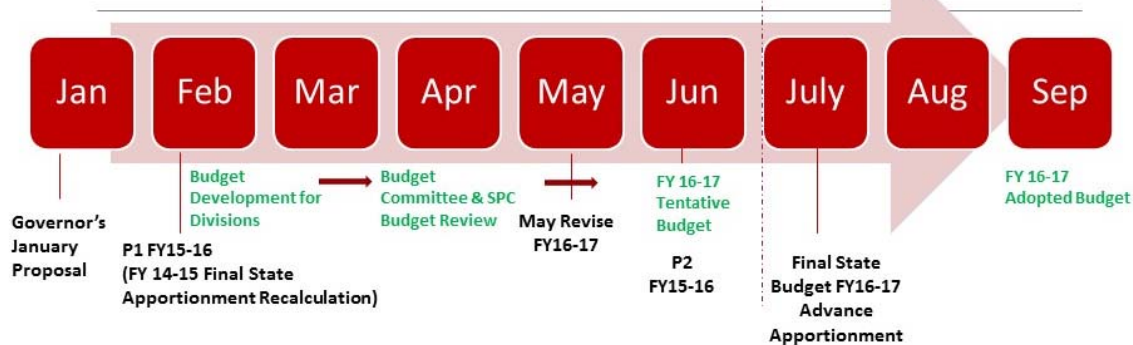 Jan
Feb
Mar
Apr
May
Jun
July
Aug
Sep
Governor's
January
Proposal
Budget
Development for
Divisions
P1 FY15-16
(FY 14-15 Final State
Apportionment Recalculation)
Budget
Committee & SPC
Budget Review
May Revise
FY16-17
FY 16-17
Tentative
Budget
P2
FY15-16
Final State
Budget FY16-17
Advance
Apportionment
FY 16-17
Adopted Budget